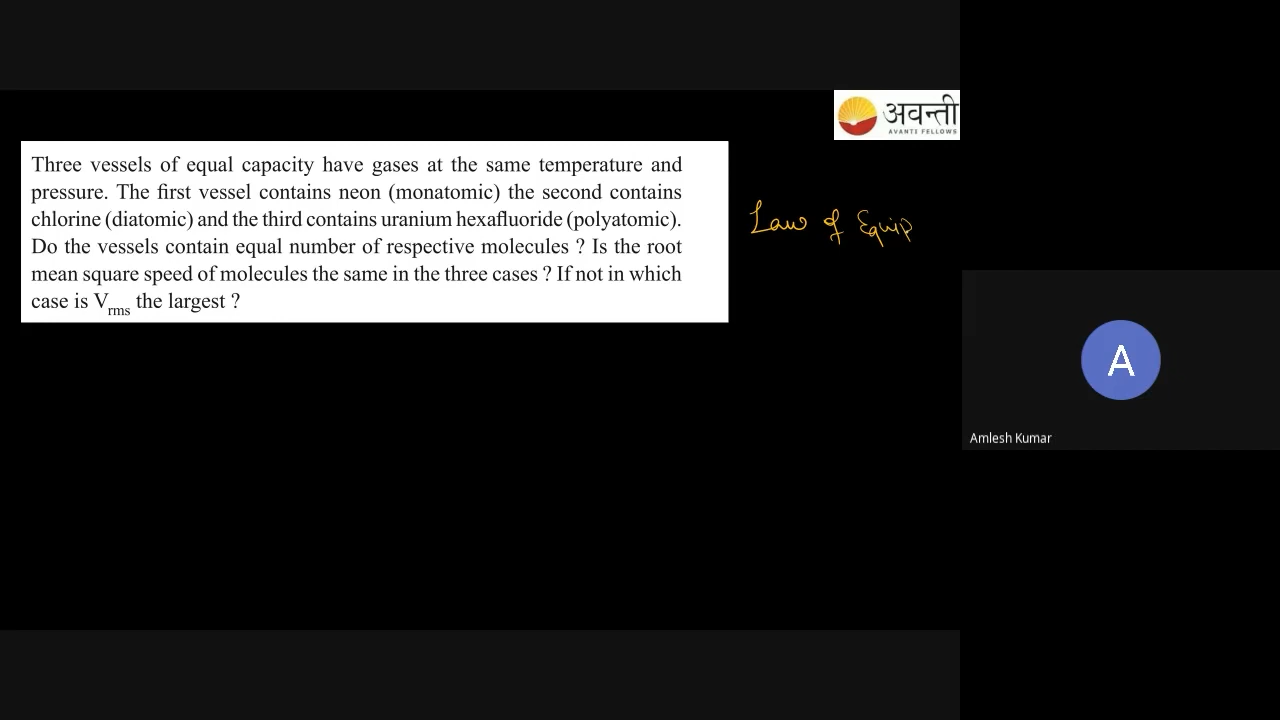 अवन्ती
AVANTI FELLOWS
Three vessels of equal capacity have gases at the same temperature and
pressure. The first vessel contains neon (monatomic) the second contains
chlorine (diatomic) and the third contains uranium hexafluoride (polyatomic).
Do the vessels contain equal number of respective molecules ? Is the root
mean square speed of molecules the same in the three cases ? If not in which
case is Vrms the largest ?
Law of Equip
A
Amlesh Kumar